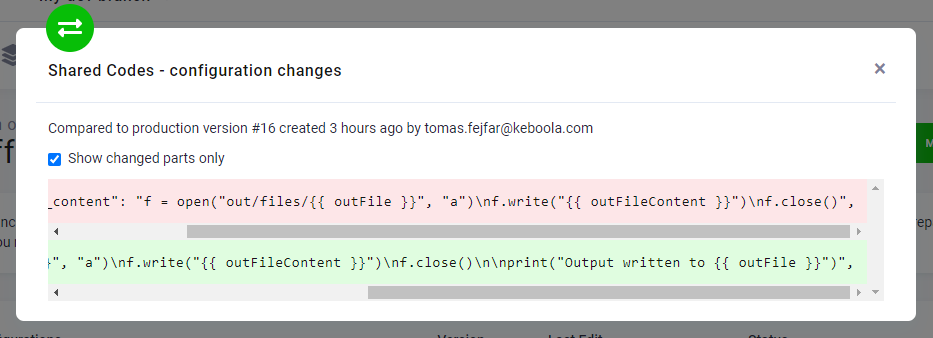 Shared Codes - configuration changes
×
Compared to production version #16 created 3 hours ago by tomas.fejfar@keboola.com
Show changed parts only
_content": "f = open("out/files/{{ outFile }}", "a")\nf.write("{{ outFileContent }}")\nf.close()",
}", "a")\nf.write("{{ outFileContent }}")\nf.close()\n\nprint("Output written to {{ outFile }}")",